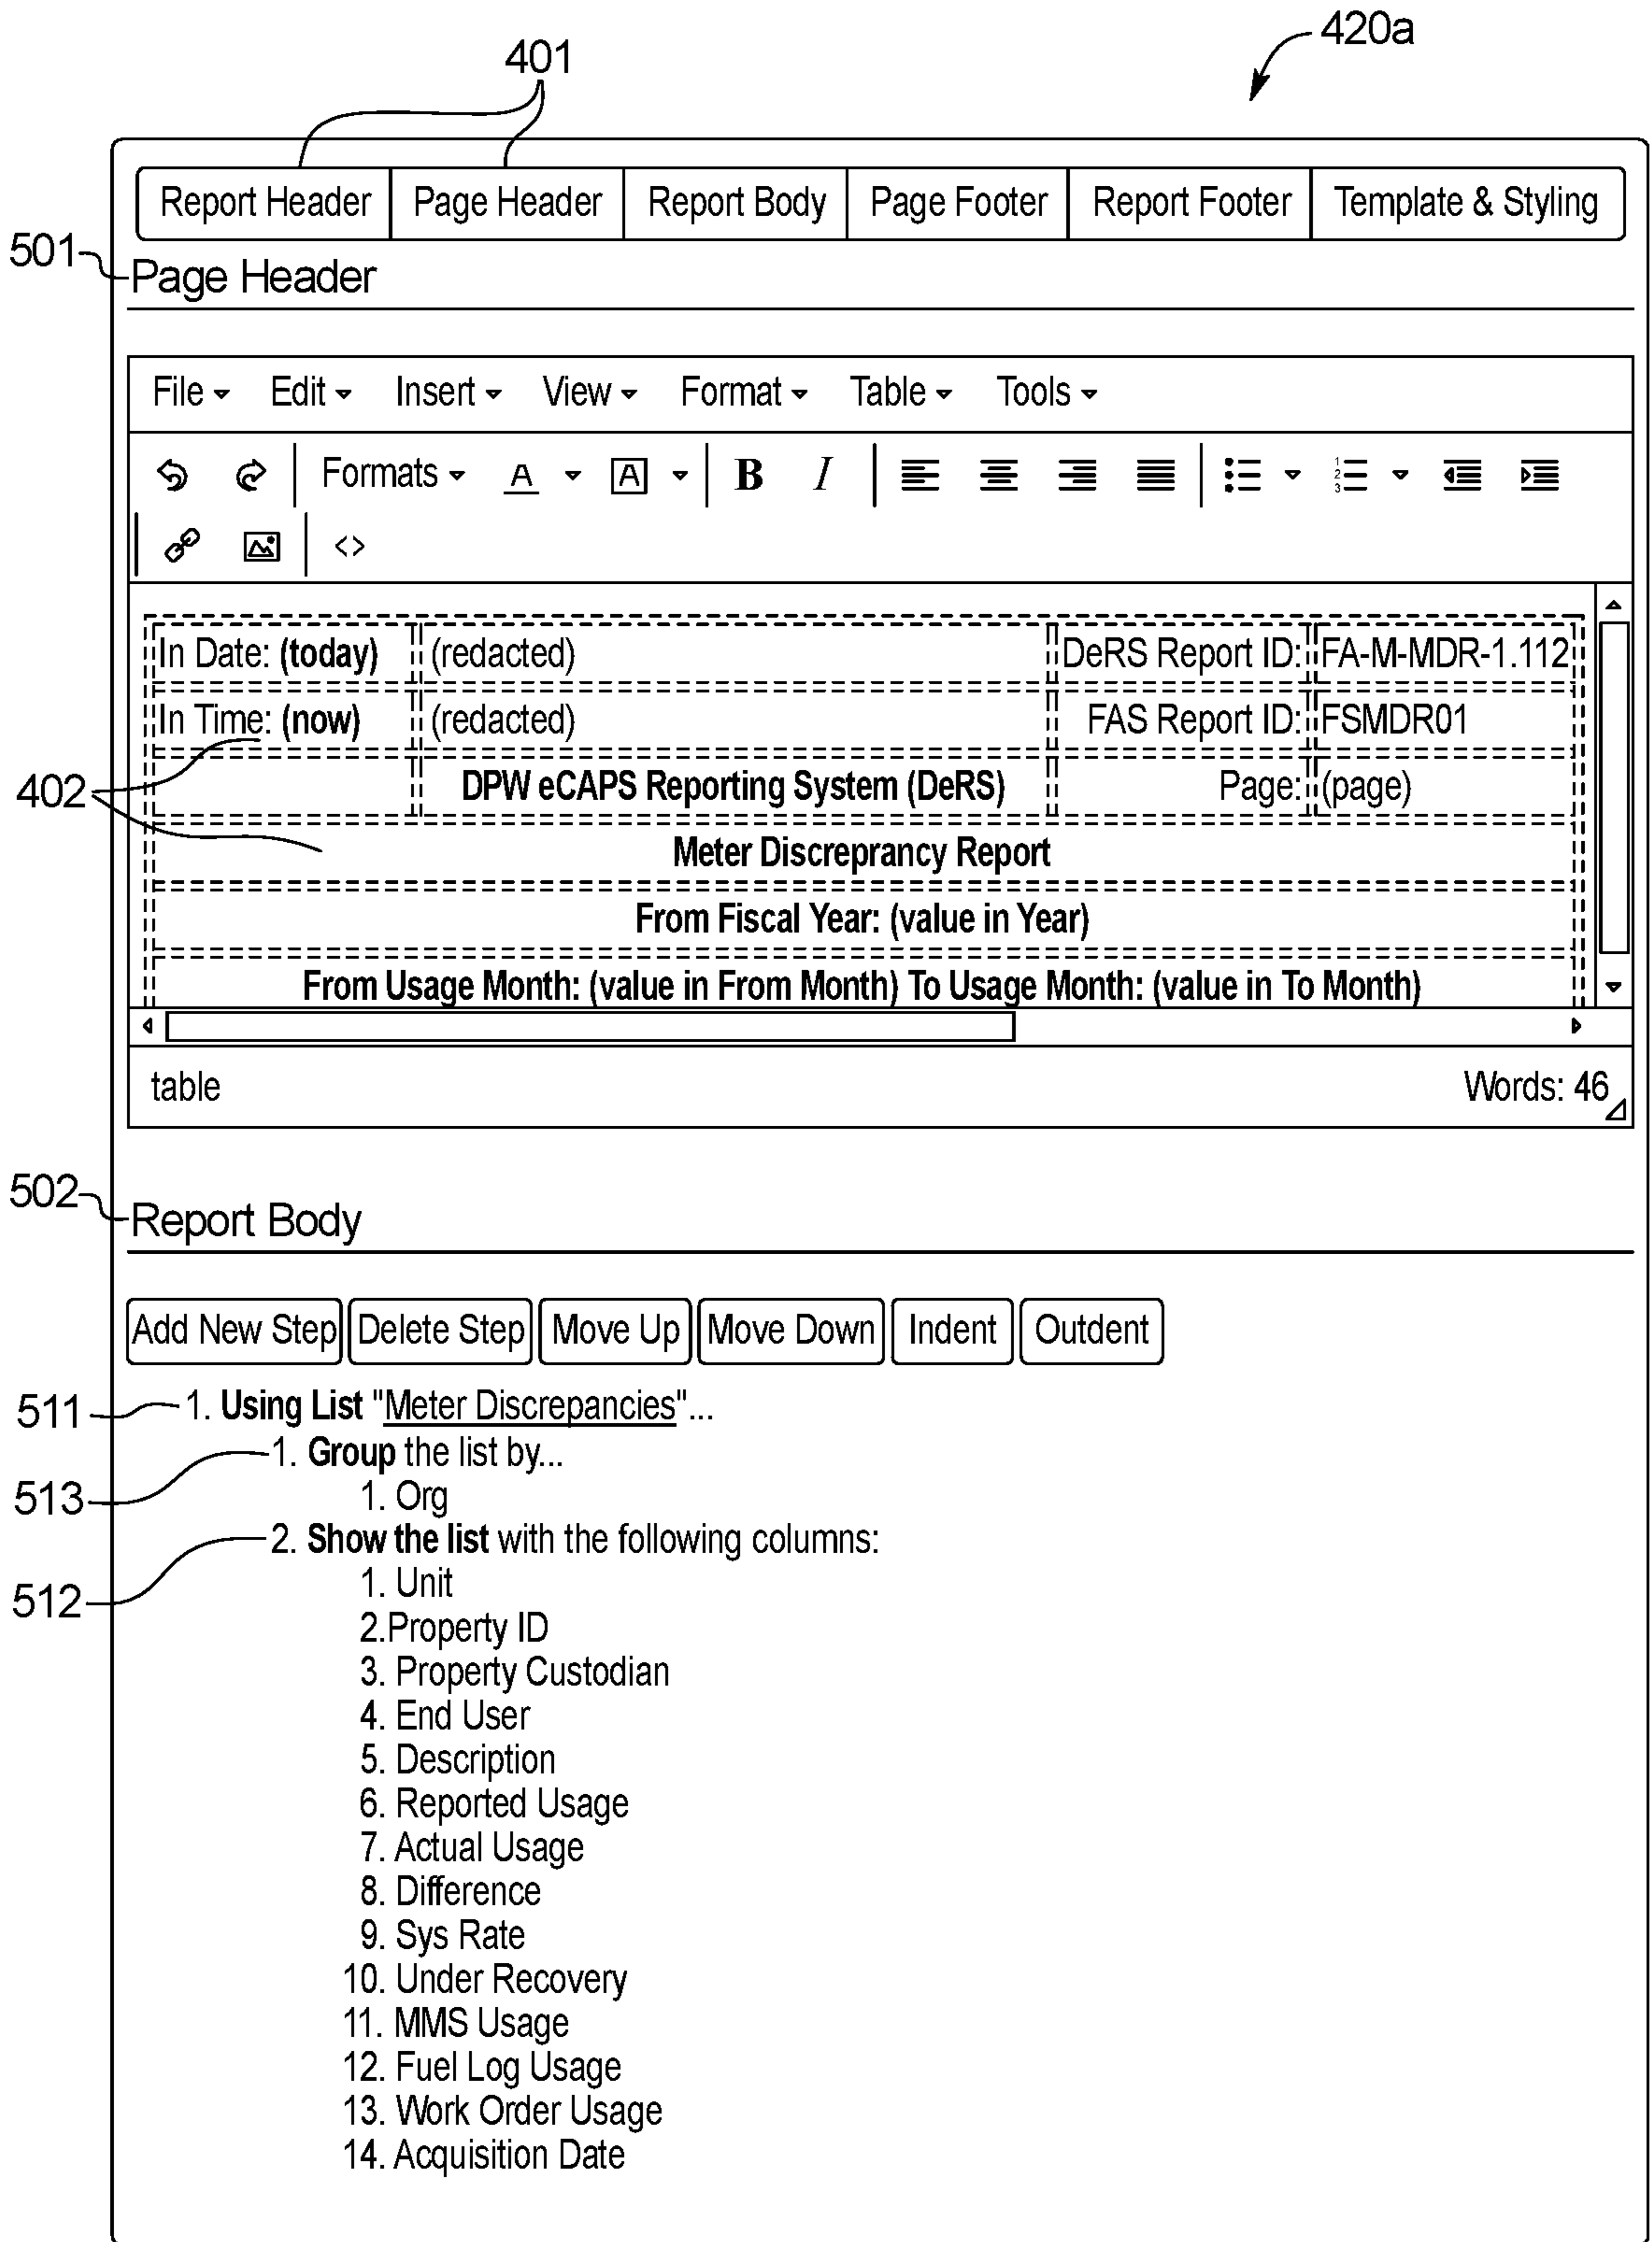 420a
401
Report Header Page Header Report Body Page Footer Report Footer Template & Styling
501
Page Header
File Edit Insert View Format Table Tools
Formats A A B I
<>
In Date: (today) (redacted) DeRS Report ID: FA-M-MDR-1.112
In Time: (now) (redacted) FAS Report ID: FSMDR01
402
DPW eCAPS Reporting System (DeRS) Page: (page)
Meter Discreprancy Report
From Fiscal Year: (value in Year)
From Usage Month: (value in From Month) To Usage Month: (value in To Month)
table Words: 46
502
Report Body
Add New Step Delete Step Move Up Move Down Indent Outdent
511
1. Using List "Meter Discrepancies"...
1. Group the list by...
513
1. Org
2. Show the list with the following columns:
512
1. Unit
2.Property ID
3. Property Custodian
4. End User
5. Description
6. Reported Usage
7. Actual Usage
8. Difference
9. Sys Rate
10. Under Recovery
11. MMS Usage
12. Fuel Log Usage
13. Work Order Usage
14. Acquisition Date